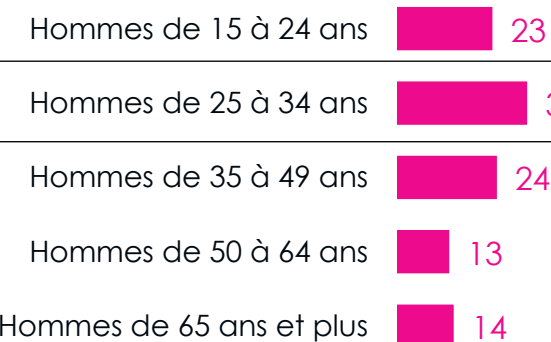 Hommes de 15 à 24 ans 23
Hommes de 25 à 34 ans
Hommes de 35 à 49 ans 24
Hommes de 50 à 64 ans 13
Hommes de 65 ans et plus 14